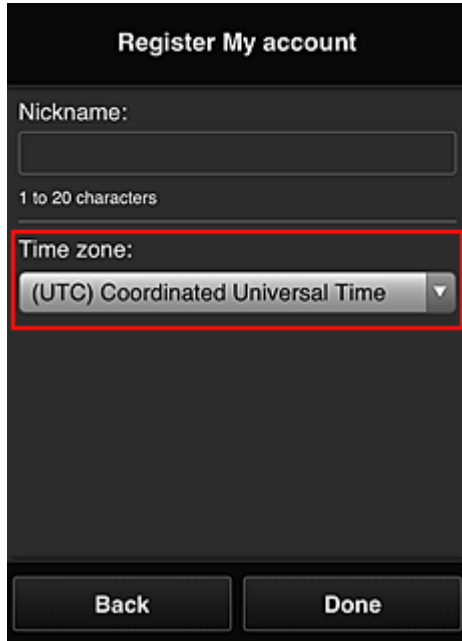 Register My account
Nickname:
1 to 20 characters
Time zone:
(UTC) Coordinated Universal Time
Back
Done